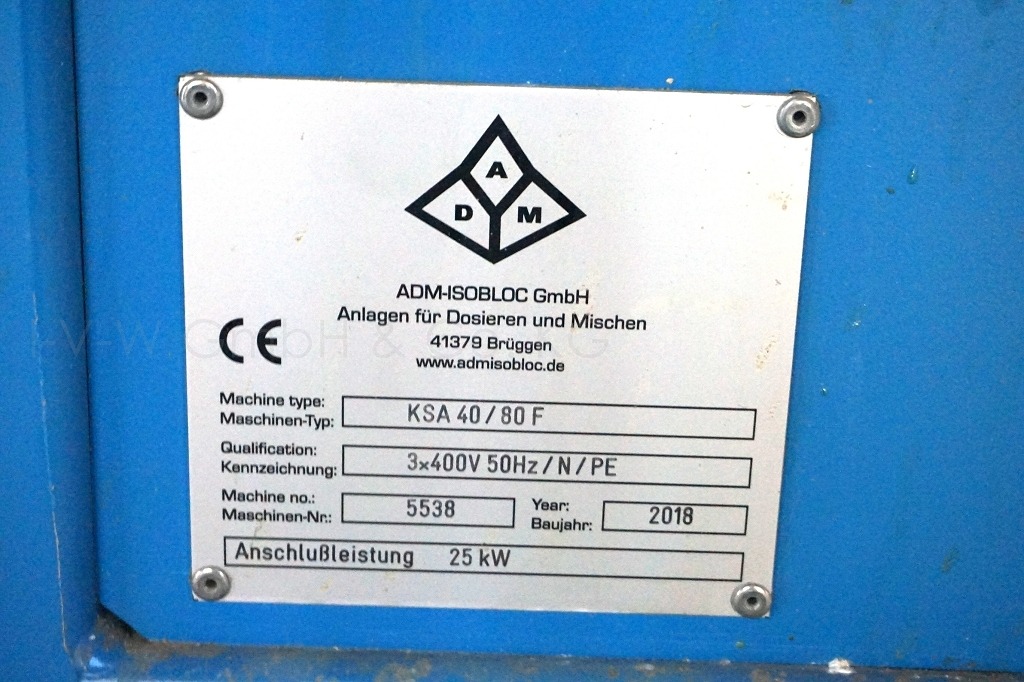 A
D M
ADM-ISOBLOC GmbH
Anlagen für Dosieren und Mischen
41379 Brüggen
www.admisobloc.de
CE
Machine type:
Maschinen-Typ: KSA 40/80 F
Qualification:
Kennzeichnung: 3x400V 50Hz/N/PE
Machine no.:
Maschinen-Nr.: 5538
Year:
Baujahr: 2018
Anschlußleistung 25 kW